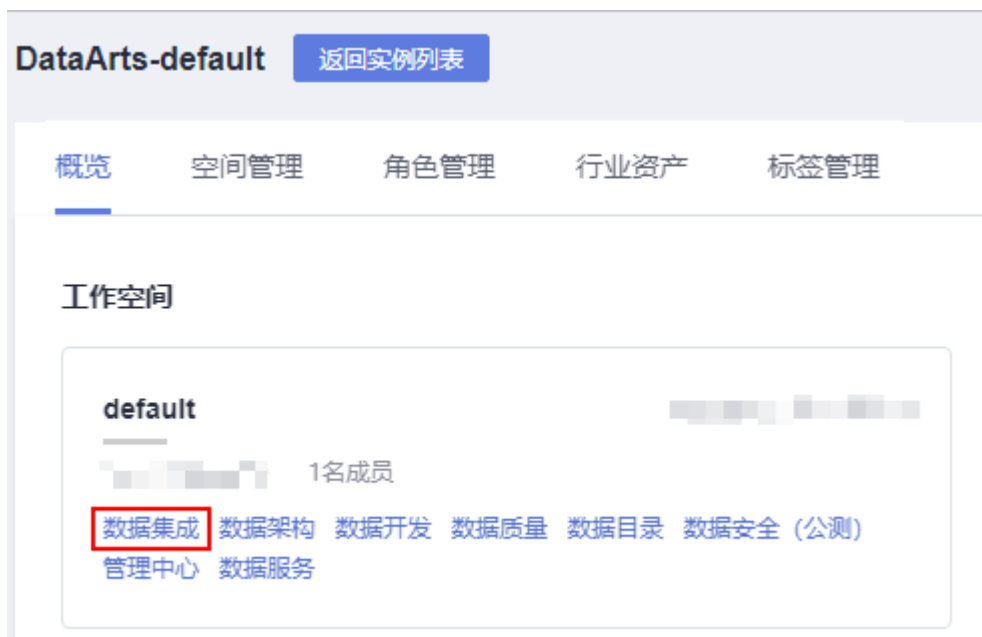 DataArts-default 返回实例列表
概览 空间管理 角色管理 行业资产 标签管理
工作空间
default
1名成员
数据集成 数据架构 数据开发 数据质量 数据目录 数据安全（公测）
管理中心 数据服务